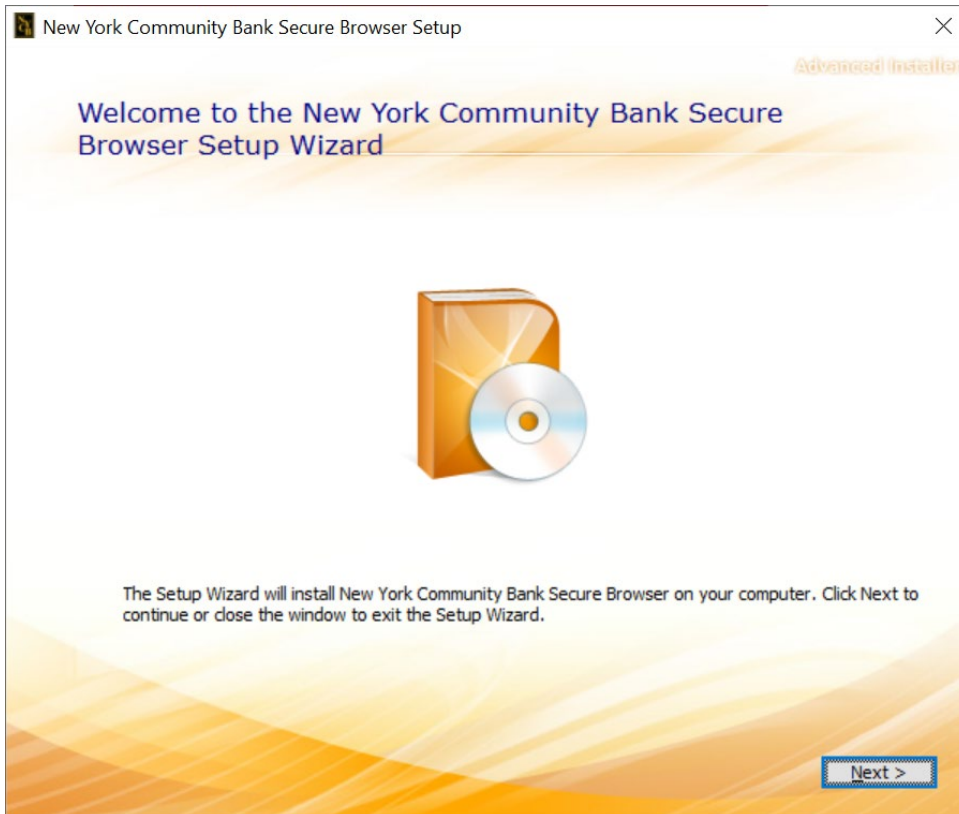 New York Community Bank Secure Browser Setup
Advanced Installer
Welcome to the New York Community Bank Secure
Browser Setup Wizard
The Setup Wizard will install New York Community Bank Secure Browser on your computer. Click Next to
continue or close the window to exit the Setup Wizard.
Next >